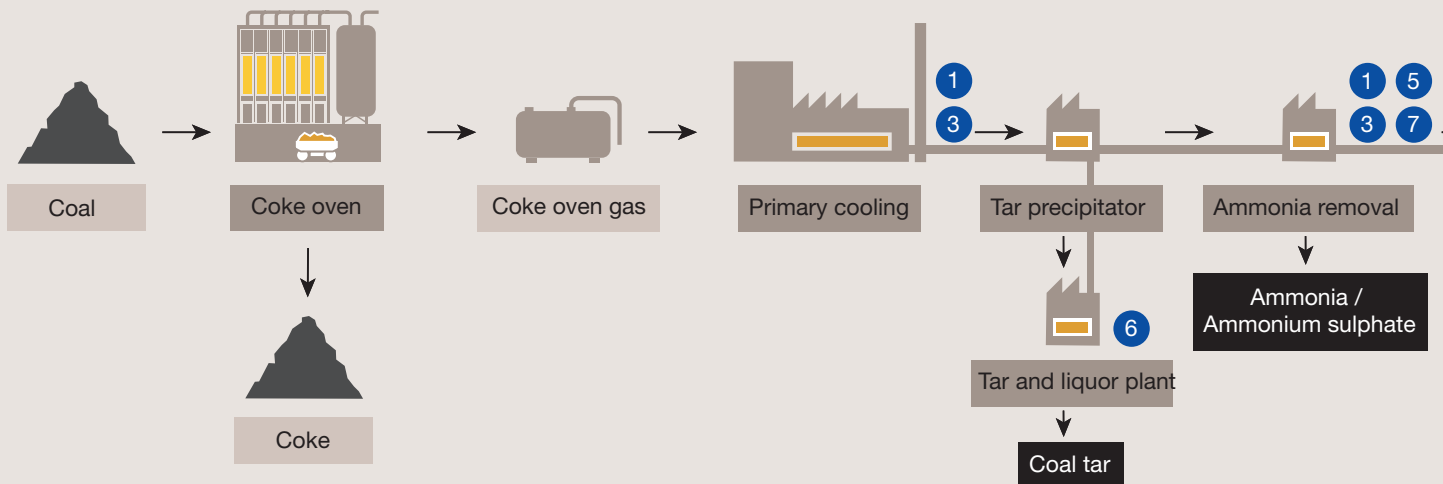 1 5
1
3 3 7
Coal
Coke oven
Coke oven gas
Primary cooling
Tar precipitator
Ammonia removal
6
Ammonia /
Ammonium sulphate
Tar and liquor plant
Coke
Coal tar